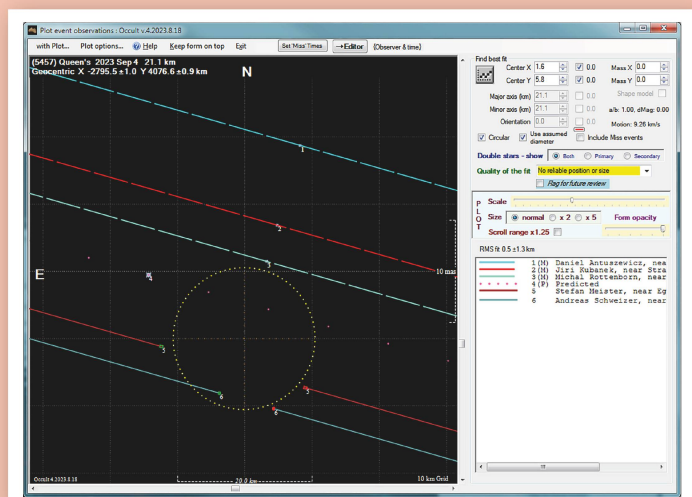 Plot event observations : Occult v.4.2023.8.18
with Plot... Plot options... Help Keep form on top Exit Set 'Miss' Times →Editor {Observer & time}
(5457) Queen's 2023 Sep 4 21.1 km
Geocentric X -2795.5±1.0 Y 4076.6±0.9 km
N
E
1
2
3
4
5
6
5
6
10 mas
Occult 4.2023.8.18
20.0 km
10 km Grid
Find best fit
Center X 1.6 0.0 Mass X 0.0
Center Y 5.8 0.0 Mass Y 0.0
Major axis (km) 21.1 0.0 Shape model
Minor axis (km) 21.1 0.0 a/b: 1.00, dMag: 0.00
Orientation 0.0 0.0 Motion: 9.26 km/s
Circular Use assumed diameter Include Miss events
Double stars - show Both Primary Secondary
Quality of the fit No reliable position or size
Flag for future review
PLOT
Scale
Size normal x 2 x 5 Form opacity
Scroll range x1.25
RMS fit 0.5 ±1.3 km
1(M) Daniel Antuszewicz, nea
2(M) Jiri Kubanek, near Stra
3(M) Michal Rottenborn, near
4(P) Predicted
5 Stefan Meister, near Eg
6 Andreas Schweizer, near